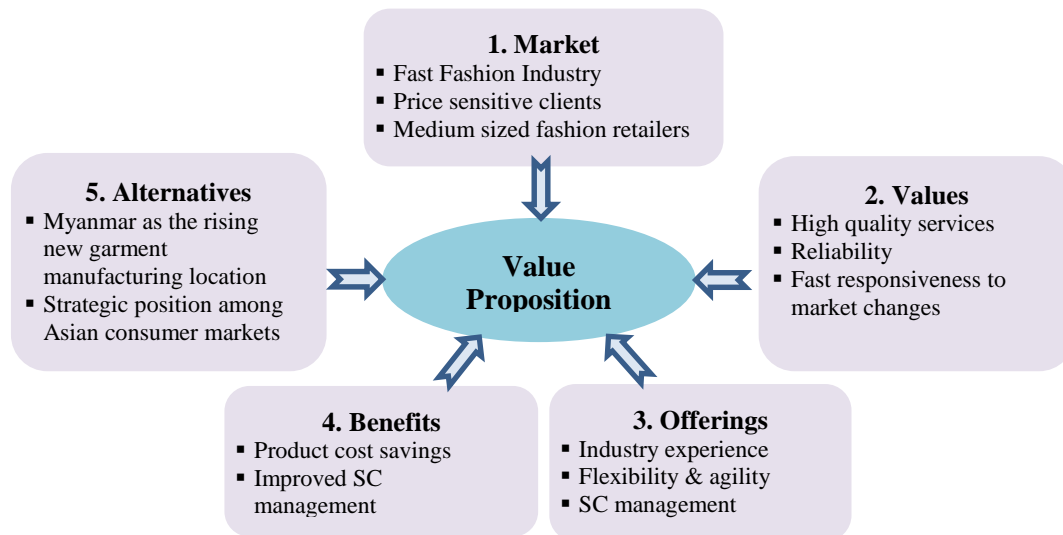 1. Market
▪ Fast Fashion Industry
▪ Price sensitive clients
▪ Medium sized fashion retailers
2. Values
▪ High quality services
▪ Reliability
▪ Fast responsiveness to
market changes
3. Offerings
▪ Industry experience
▪ Flexibility & agility
▪ SC management
4. Benefits
▪ Product cost savings
▪ Improved SC
management
5. Alternatives
▪ Myanmar as the rising
new garment
manufacturing location
▪ Strategic position among
Asian consumer markets
Value
Proposition